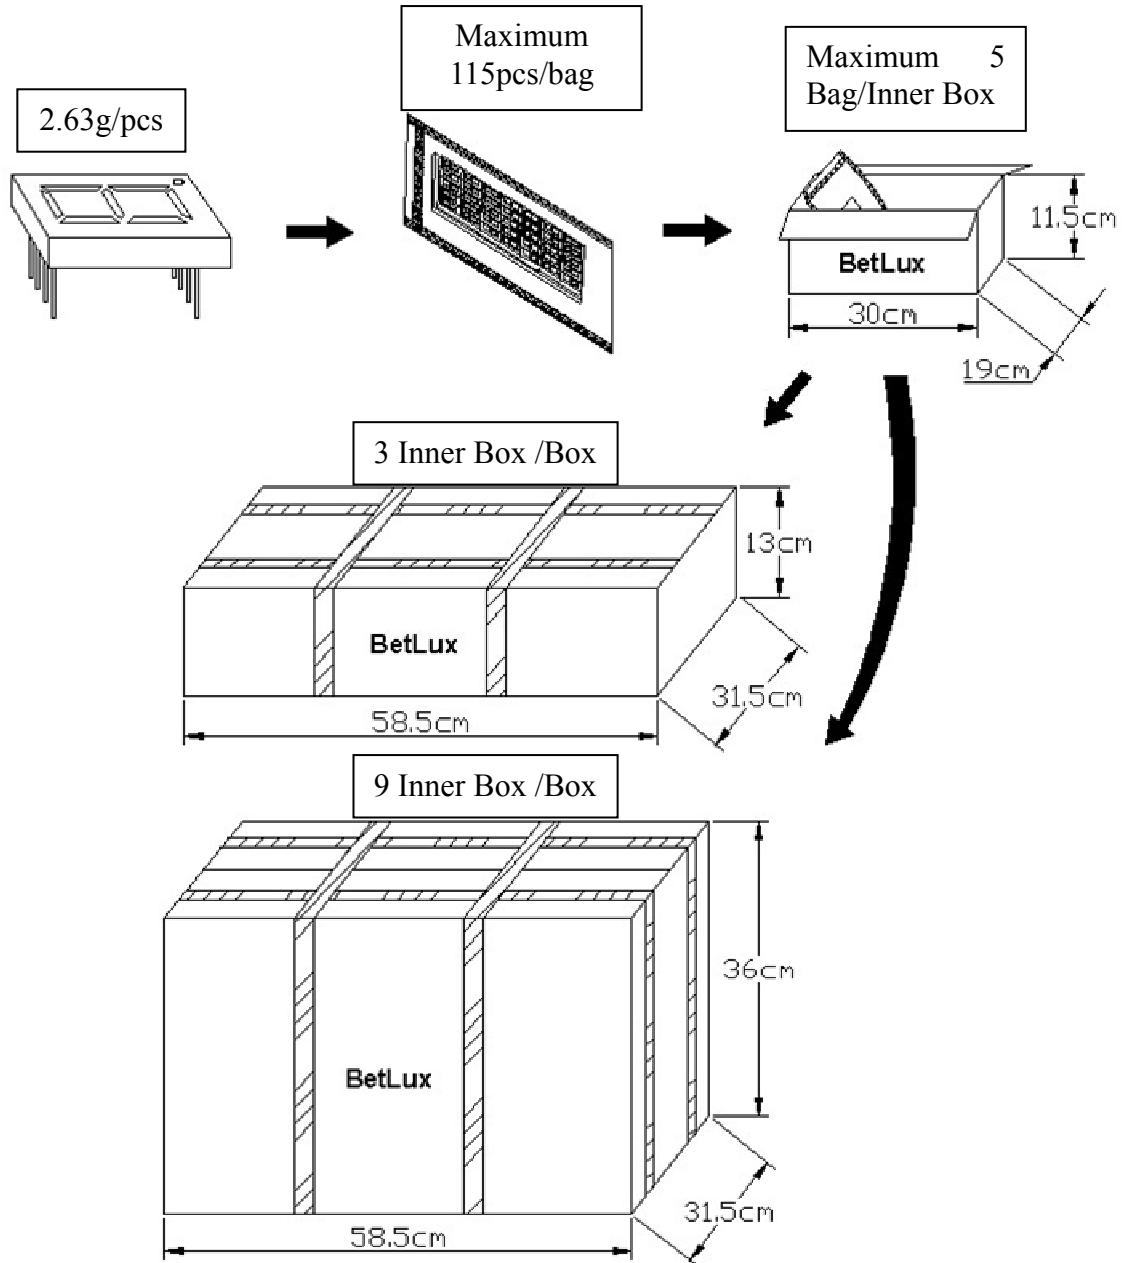 2.63g/pcs
Maximum
115pcs/bag
Maximum 5
Bag/Inner Box
BetLux
11.5cm
30cm
19cm
3 Inner Box /Box
BetLux
13cm
31.5cm
58.5cm
9 Inner Box /Box
BetLux
36cm
31.5cm
58.5cm